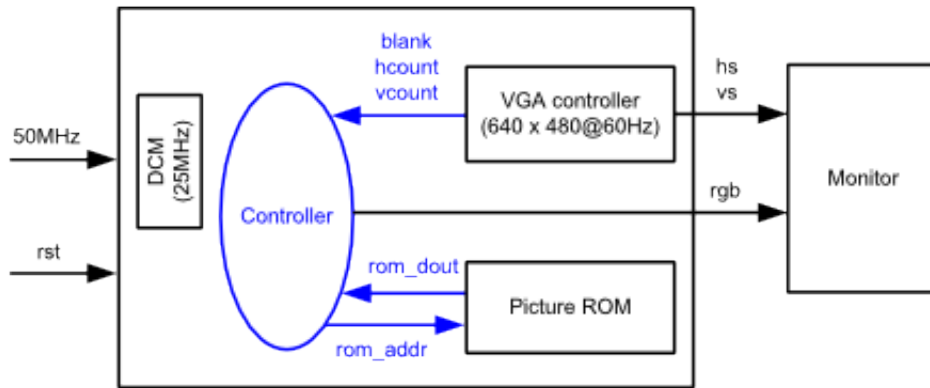 blank
hcount
vcount
hs
vs
VGA controller
(640 x 480@60Hz)
50MHz
DCM
(25MHz)
Monitor
rgb
Controller
rst
rom_dout
Picture ROM
rom_addr